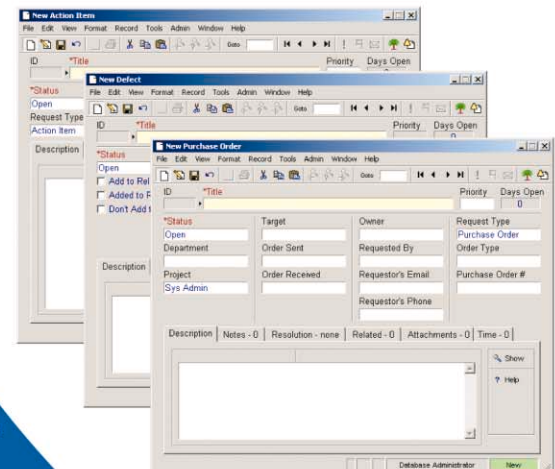 New Action Item
File Edit View Format Record Tools Admin Window Help
Goto
ID *Title Priority Days Open
*Status
Open
Request Type
Action Item
Description
New Defect
File Edit View Format Record Tools Admin Window Help
Goto
ID *Title Priority Days Open
0
*Status
Open
Add to Rel
Added to R
Don't Add t
Description
New Purchase Order
File Edit View Format Record Tools Admin Window Help
Goto
ID *Title Priority Days Open
0
*Status Target Owner Request Type
Open Purchase Order
Department Order Sent Requested By Order Type
Project Order Received Requestor's Email Purchase Order #
Sys Admin
Requestor's Phone
Description Notes - 0 Resolution - none Related - 0 Attachments - 0 Time - 0
Show
Help
Database Administrator New